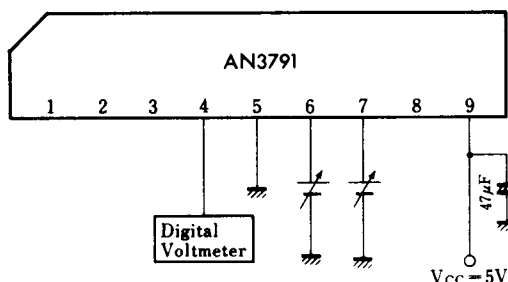 AN3791
1 2 3 4 5 6 7 8 9
47μF
Digital
Voltmeter
Vcc=5V